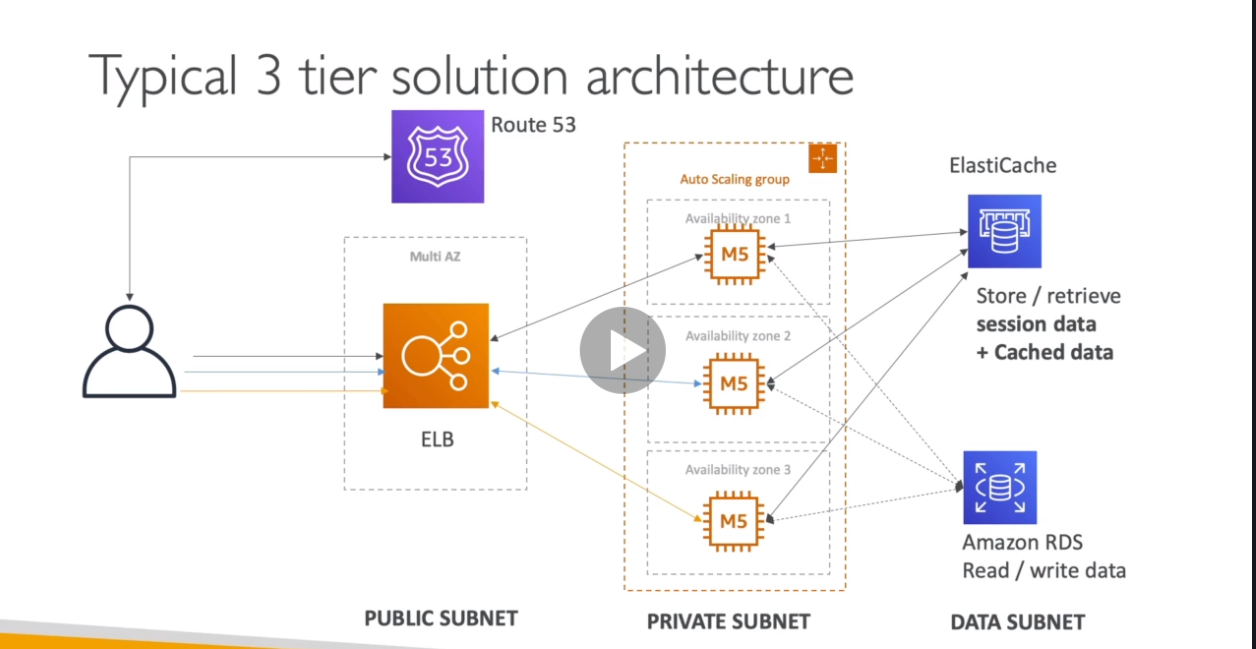 Typical 3 tier solution architecture
Route 53
53
Auto Scaling group
ElastiCache
Availability zone 1
M5
Multi AZ
Store / retrieve
session data
+ Cached data
Availability zone 2
M5
ELB
Availability zone 3
M5
Amazon RDS
Read / write data
PUBLIC SUBNET
PRIVATE SUBNET
DATA SUBNET